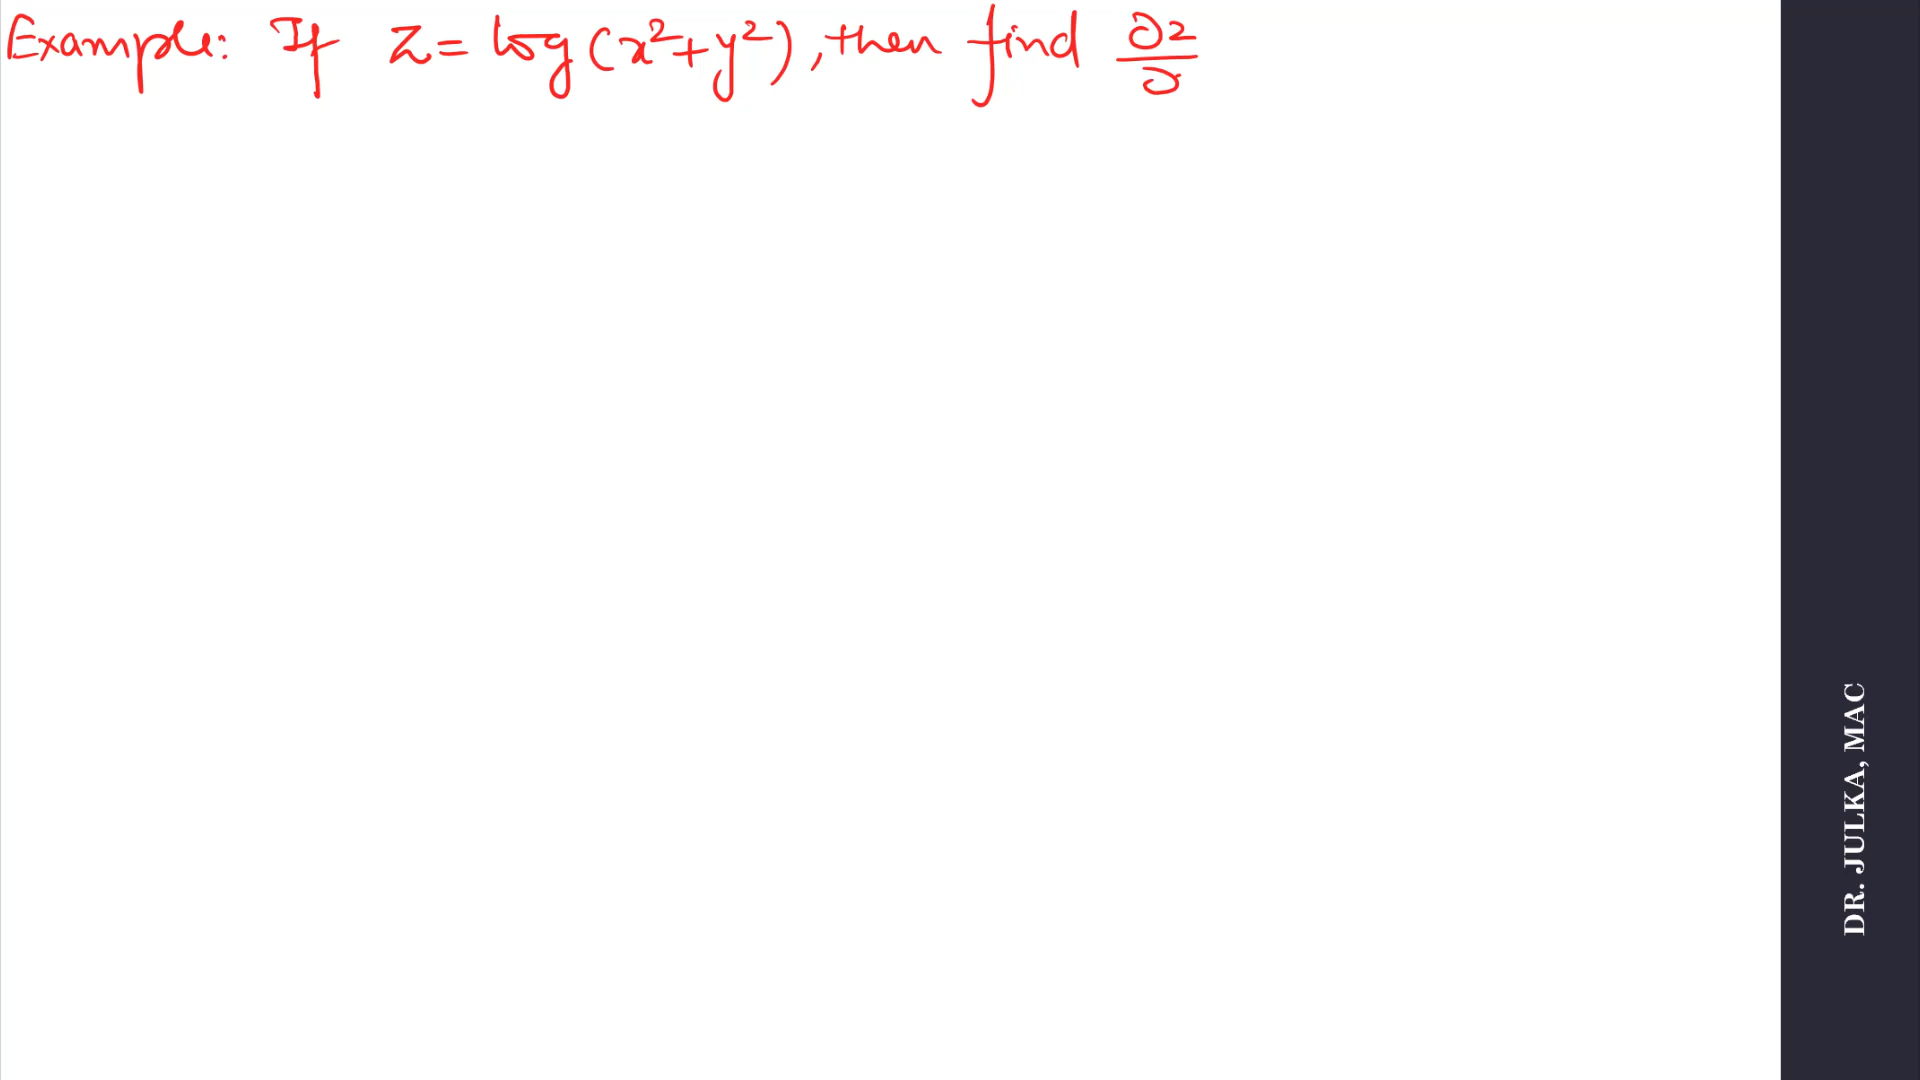 Example: If z = log(x²+y²), then find ∂z/∂
DR. JULKA, MAC